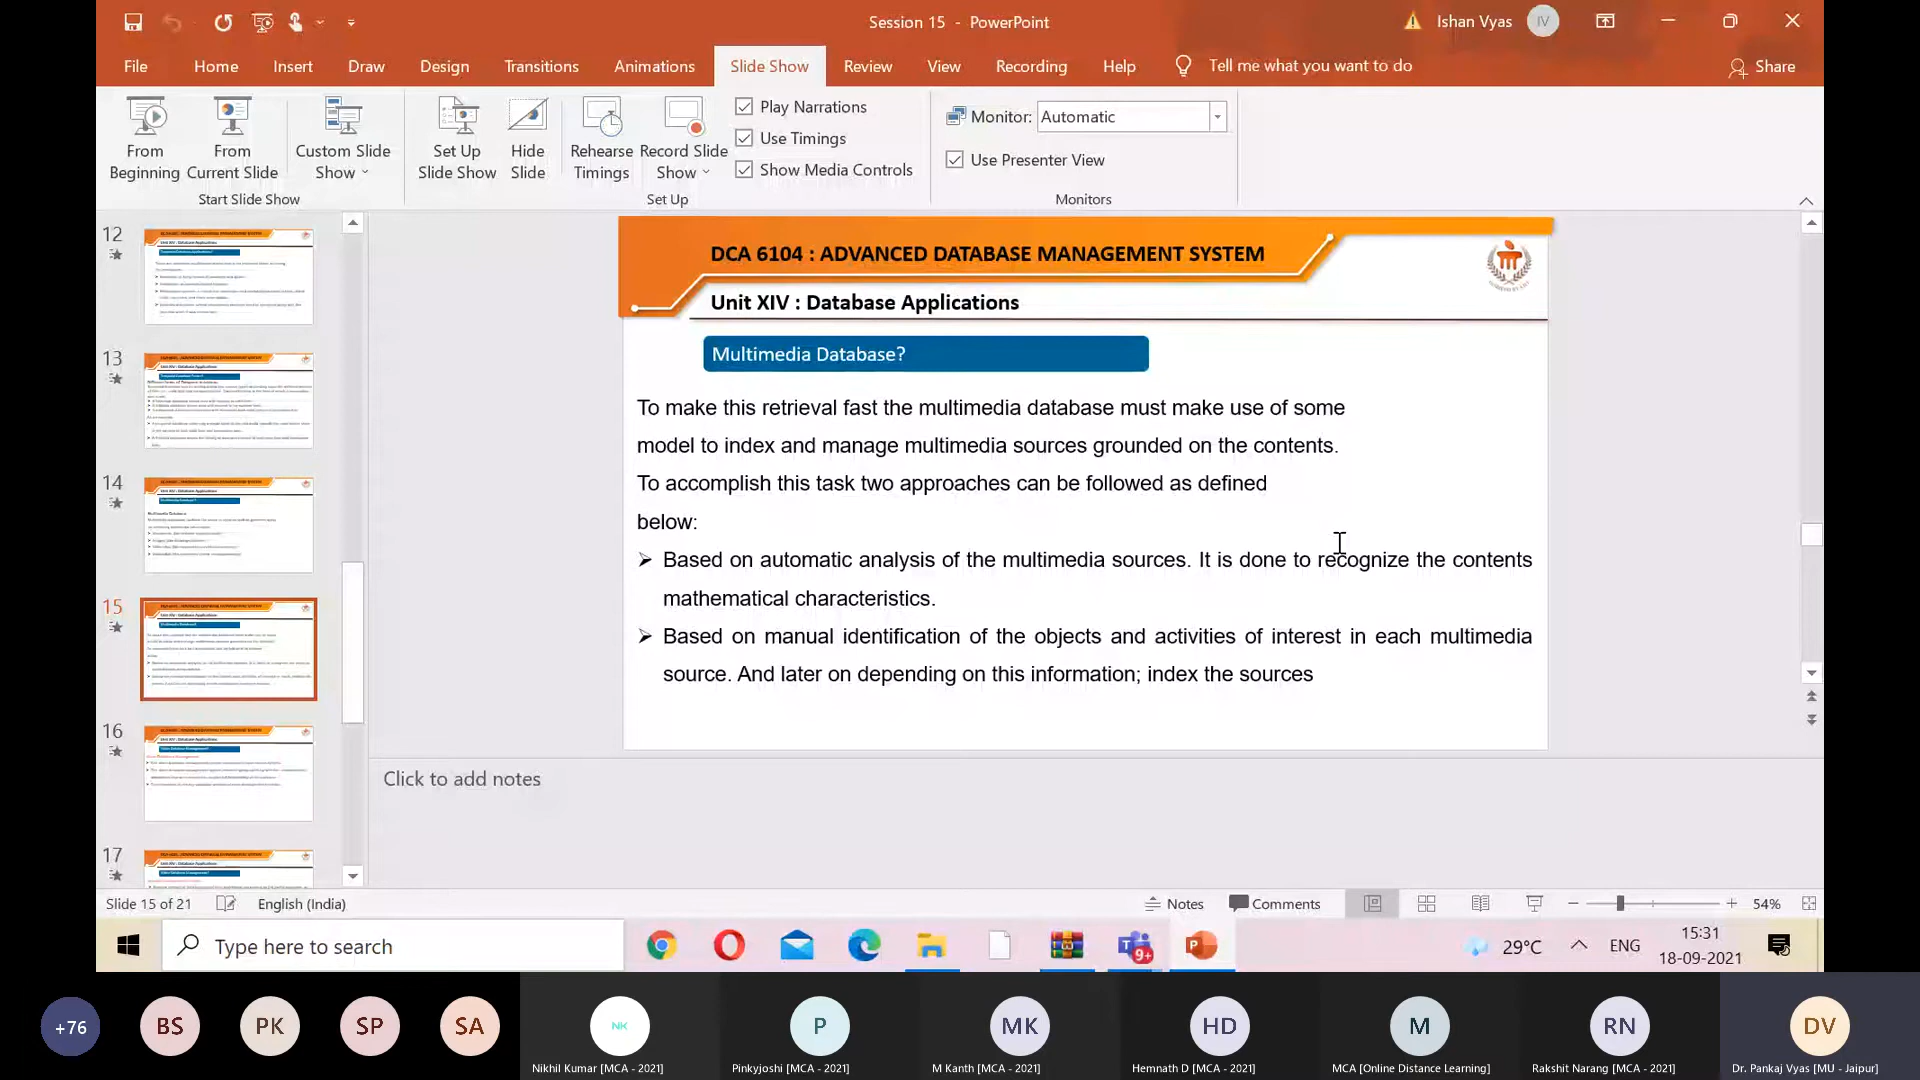 Session 15 - PowerPoint
Ishan Vyas
IV
File
Home
Insert
Draw
Design
Transitions
Animations
Slide Show
Review
View
Recording
Help
Tell me what you want to do
Share
From Beginning
From Current Slide
Custom Slide Show
Set Up Slide Show
Hide Slide
Rehearse Timings
Record Slide Show
Play Narrations
Use Timings
Show Media Controls
Monitor:
Automatic
Use Presenter View
Start Slide Show
Set Up
Monitors
12
13
14
15
16
17
DCA 6104 : ADVANCED DATABASE MANAGEMENT SYSTEM
Unit XIV : Database Applications
Multimedia Database?
To make this retrieval fast the multimedia database must make use of some
model to index and manage multimedia sources grounded on the contents.
To accomplish this task two approaches can be followed as defined
below:
➢ Based on automatic analysis of the multimedia sources. It is done to recognize the contents
mathematical characteristics.
➢ Based on manual identification of the objects and activities of interest in each multimedia
source. And later on depending on this information; index the sources
Click to add notes
Slide 15 of 21
English (India)
Notes
Comments
54%
Type here to search
9+
29°C
ENG
15:31
18-09-2021
+76
BS
PK
SP
SA
NK
P
MK
HD
M
RN
DV
Nikhil Kumar [MCA - 2021]
Pinkyjoshi [MCA - 2021]
M Kanth [MCA - 2021]
Hemnath D [MCA - 2021]
MCA [Online Distance Learning]
Rakshit Narang [MCA - 2021]
Dr. Pankaj Vyas [MU - Jaipur]